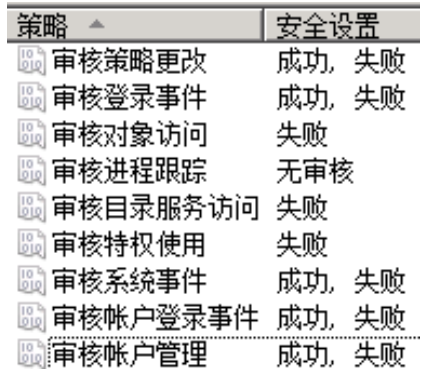 策略 安全设置
审核策略更改 成功, 失败
审核登录事件 成功, 失败
审核对象访问 失败
审核进程跟踪 无审核
审核目录服务访问 失败
审核特权使用 失败
审核系统事件 成功, 失败
审核帐户登录事件 成功, 失败
审核帐户管理 成功, 失败